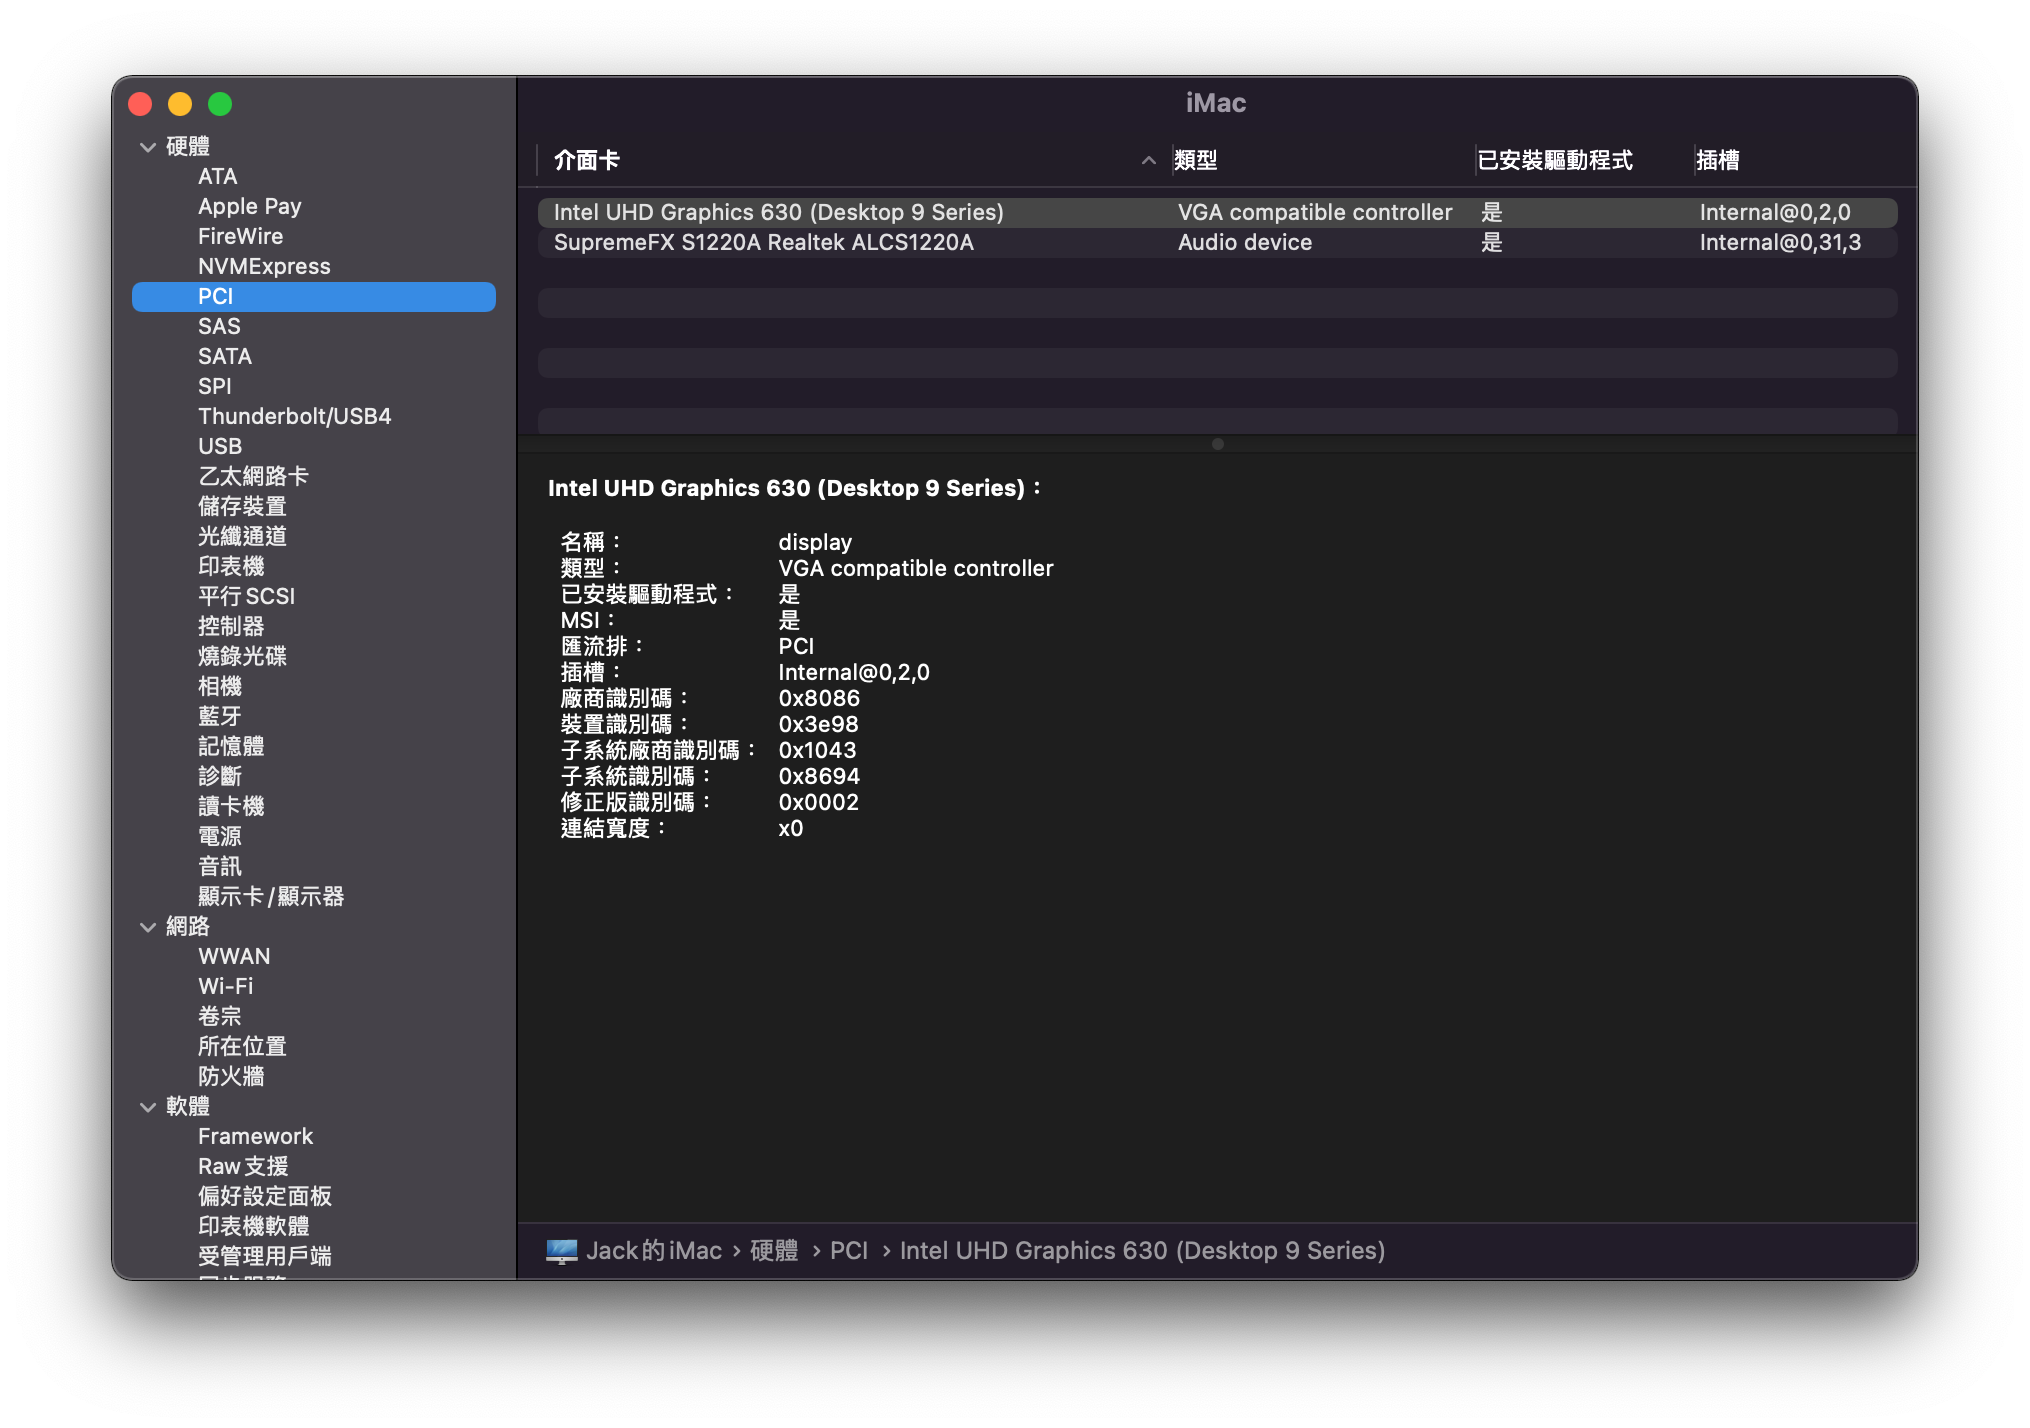 iMac
硬體
ATA
Apple Pay
FireWire
NVMExpress
PCI
SAS
SATA
SPI
Thunderbolt/USB4
USB
乙太網路卡
儲存裝置
光纖通道
印表機
平行 SCSI
控制器
燒錄光碟
相機
藍牙
記憶體
診斷
讀卡機
電源
音訊
顯示卡/顯示器
網路
WWAN
Wi-Fi
卷宗
所在位置
防火牆
軟體
Framework
Raw 支援
偏好設定面板
印表機軟體
受管理用戶端
介面卡 類型 已安裝驅動程式 插槽
Intel UHD Graphics 630 (Desktop 9 Series) VGA compatible controller 是 Internal@0,2,0
SupremeFX S1220A Realtek ALCS1220A Audio device 是 Internal@0,31,3
Intel UHD Graphics 630 (Desktop 9 Series)：
名稱： display
類型： VGA compatible controller
已安裝驅動程式： 是
MSI： 是
匯流排： PCI
插槽： Internal@0,2,0
廠商識別碼： 0x8086
裝置識別碼： 0x3e98
子系統廠商識別碼： 0x1043
子系統識別碼： 0x8694
修正版識別碼： 0x0002
連結寬度： x0
Jack的iMac › 硬體 › PCI › Intel UHD Graphics 630 (Desktop 9 Series)